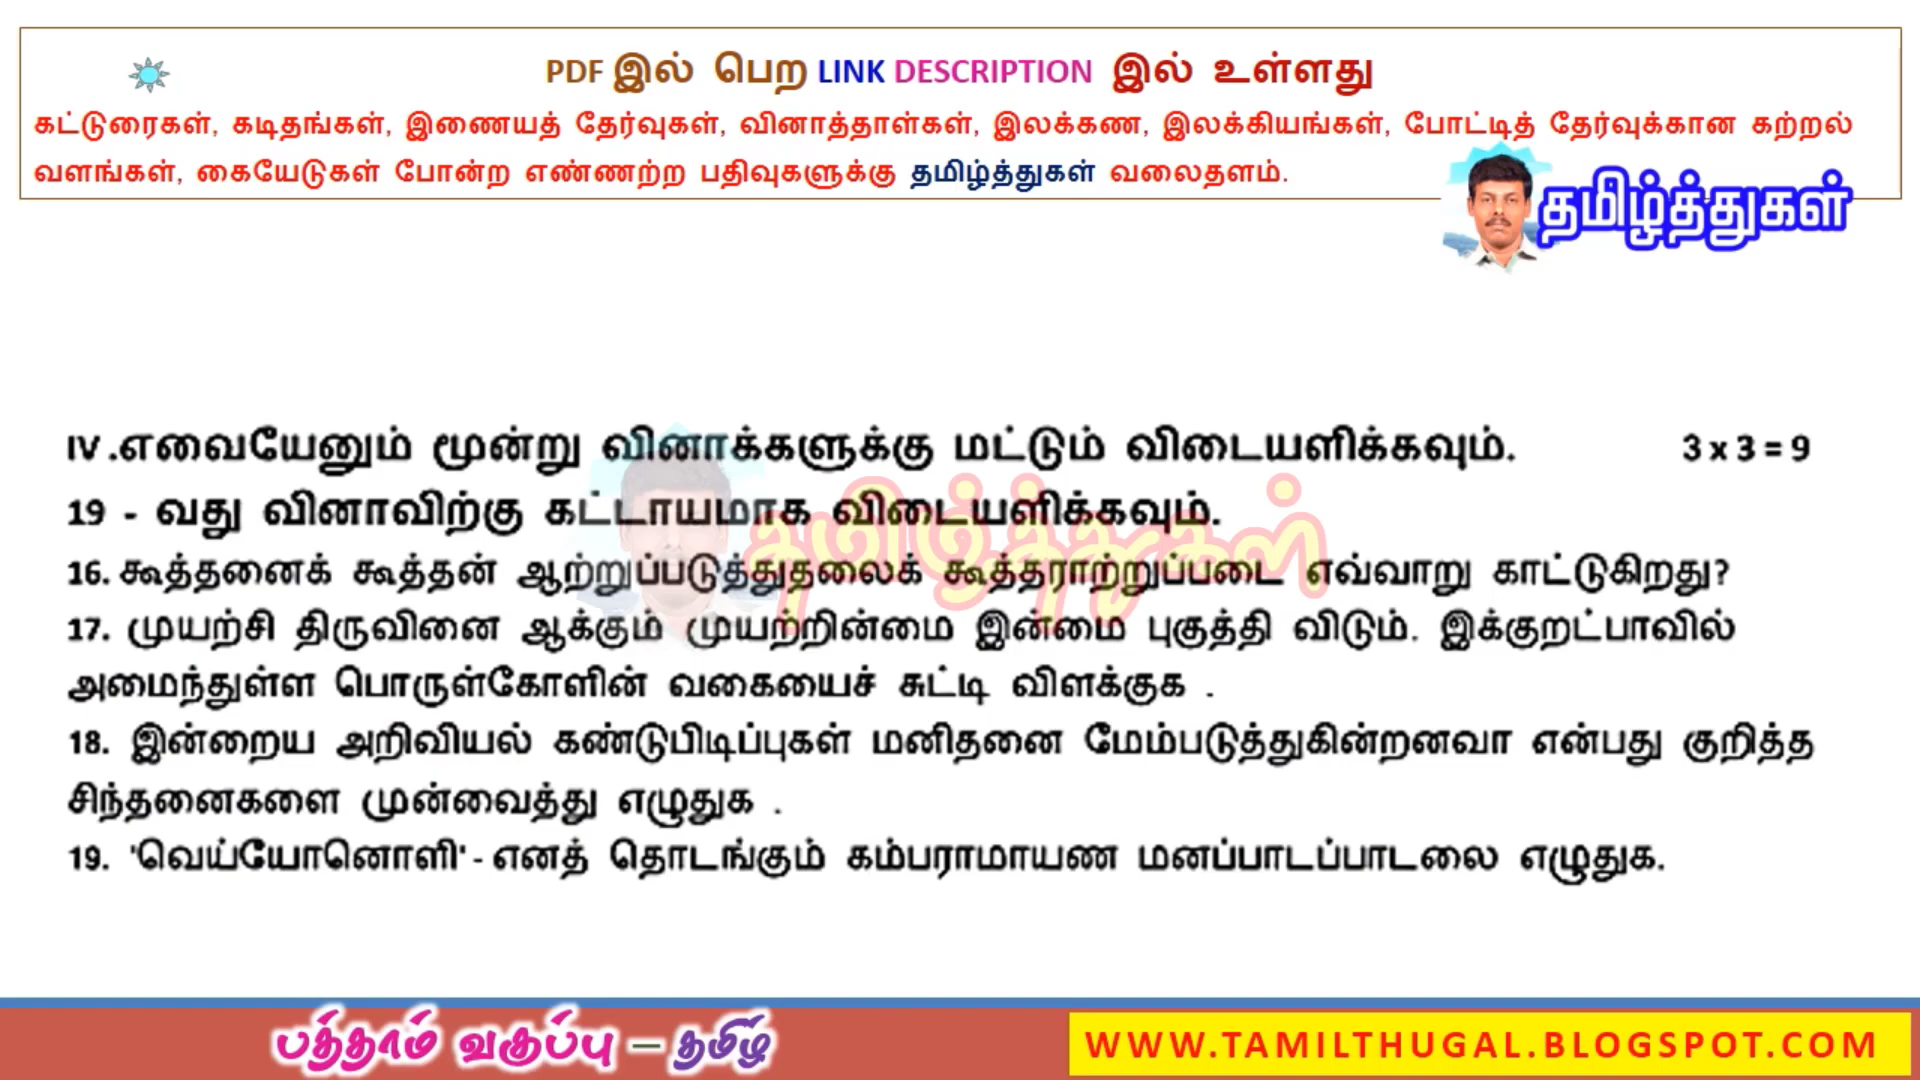 PDF இல் பெற LINK DESCRIPTION இல் உள்ளது
கட்டுரைகள், கடிதங்கள், இணையத் தேர்வுகள், வினாத்தாள்கள், இலக்கண, இலக்கியங்கள், போட்டித் தேர்வுக்கான கற்றல்
வளங்கள், கையேடுகள் போன்ற எண்ணற்ற பதிவுகளுக்கு தமிழ்த்துகள் வலைதளம்.
தமிழ்த்துகள்
IV .எவையேனும் மூன்று வினாக்களுக்கு மட்டும் விடையளிக்கவும். 3 x 3 = 9
19 - வது வினாவிற்கு கட்டாயமாக விடையளிக்கவும்.
தமிழ்த்துகள்
16. கூத்தனைக் கூத்தன் ஆற்றுப்படுத்துதலைக் கூத்தராற்றுப்படை எவ்வாறு காட்டுகிறது?
17. முயற்சி திருவினை ஆக்கும் முயற்றின்மை இன்மை புகுத்தி விடும். இக்குறட்பாவில்
அமைந்துள்ள பொருள்கோளின் வகையைச் சுட்டி விளக்குக .
18. இன்றைய அறிவியல் கண்டுபிடிப்புகள் மனிதனை மேம்படுத்துகின்றனவா என்பது குறித்த
சிந்தனைகளை முன்வைத்து எழுதுக .
19. 'வெய்யோனொளி' - எனத் தொடங்கும் கம்பராமாயண மனப்பாடப்பாடலை எழுதுக.
பத்தாம் வகுப்பு – தமிழ்
WWW.TAMILTHUGAL.BLOGSPOT.COM